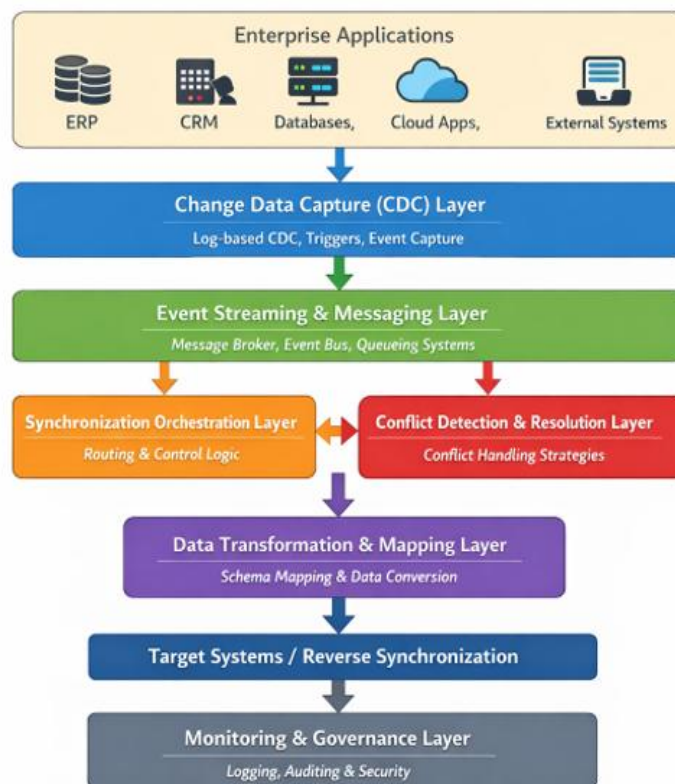 Enterprise Applications
ERP
CRM
Databases,
Cloud Apps,
External Systems
Change Data Capture (CDC) Layer
Log-based CDC, Triggers, Event Capture
Event Streaming & Messaging Layer
Message Broker, Event Bus, Queueing Systems
Synchronization Orchestration Layer
Routing & Control Logic
Conflict Detection & Resolution Layer
Conflict Handling Strategies
Data Transformation & Mapping Layer
Schema Mapping & Data Conversion
Target Systems / Reverse Synchronization
Monitoring & Governance Layer
Logging, Auditing & Security